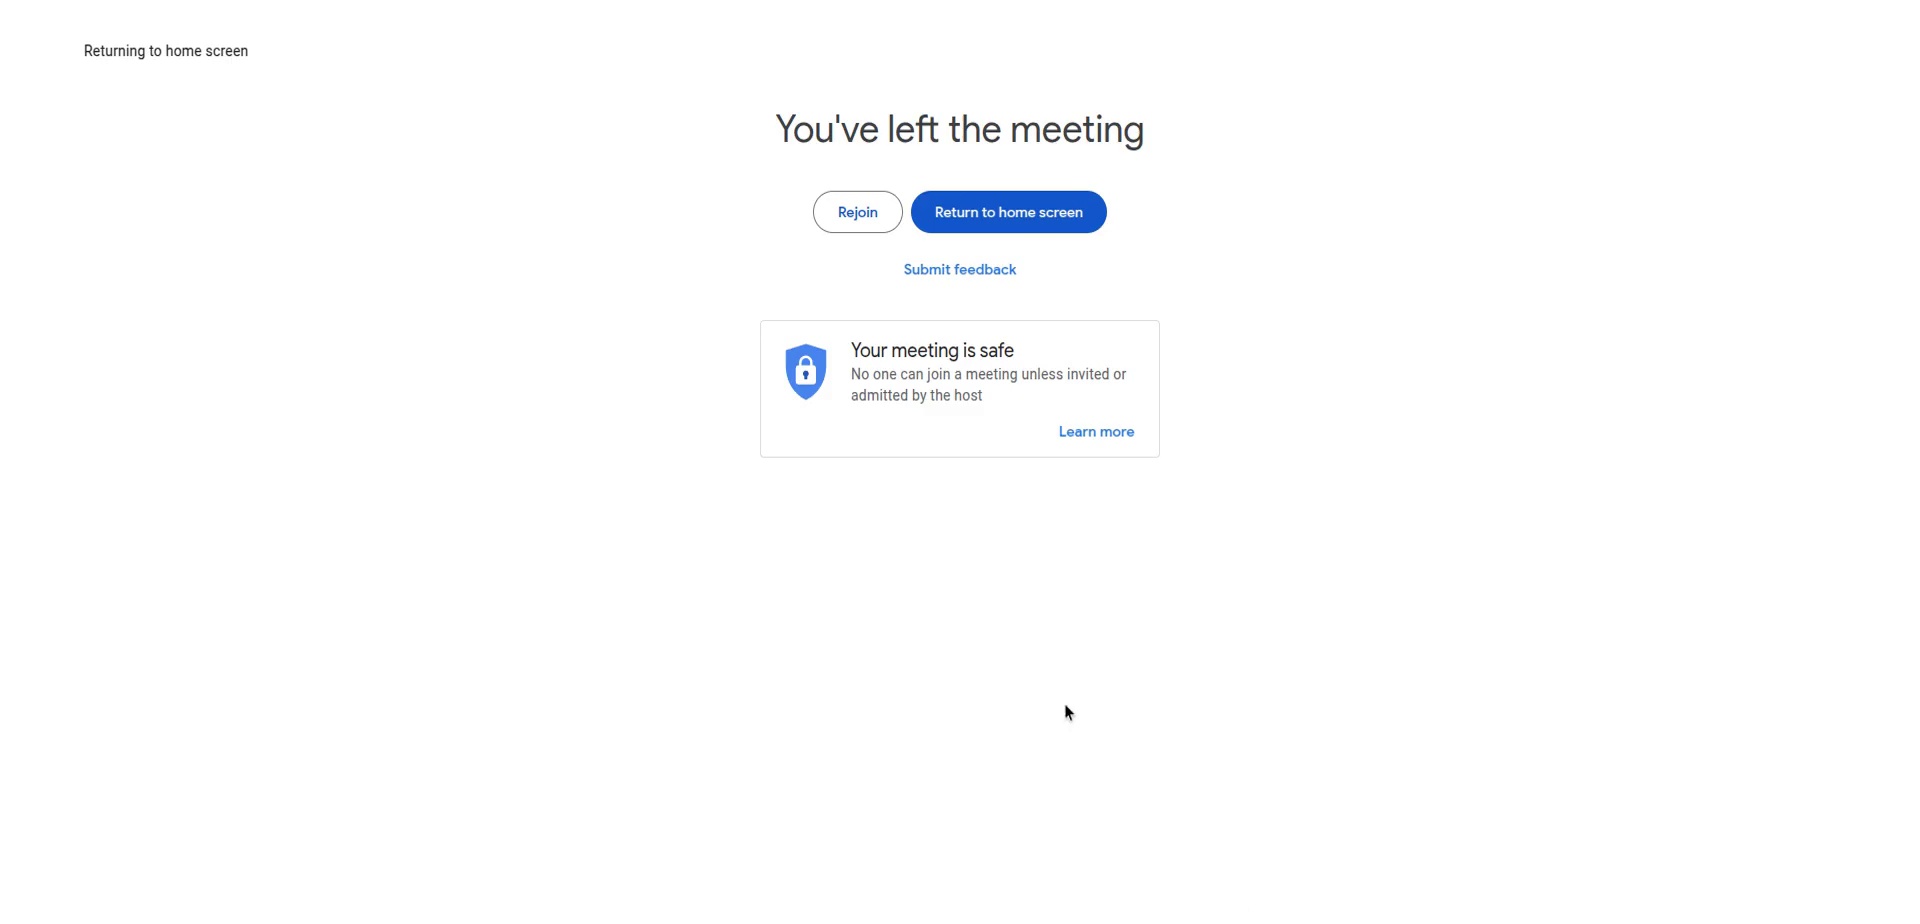 Returning to home screen
You've left the meeting
Rejoin
Return to home screen
Submit feedback
Your meeting is safe
No one can join a meeting unless invited or
admitted by the host
Learn more